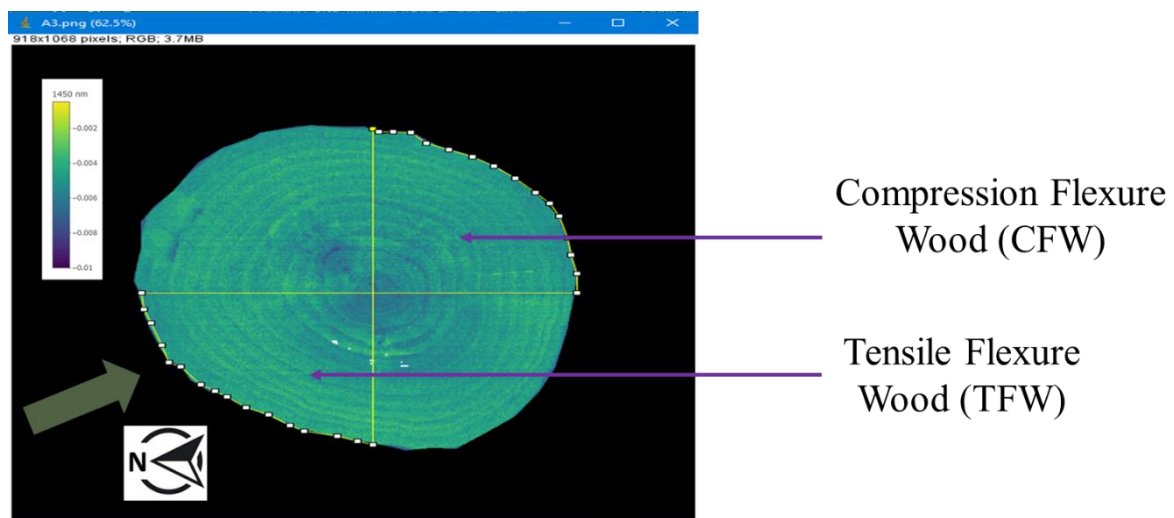 A3.png (62.5%)
918x1068 pixels; RGB; 3.7MB
1450 nm
-0.002
-0.004
-0.006
-0.008
-0.01
N
Compression Flexure
Wood (CFW)
Tensile Flexure
Wood (TFW)